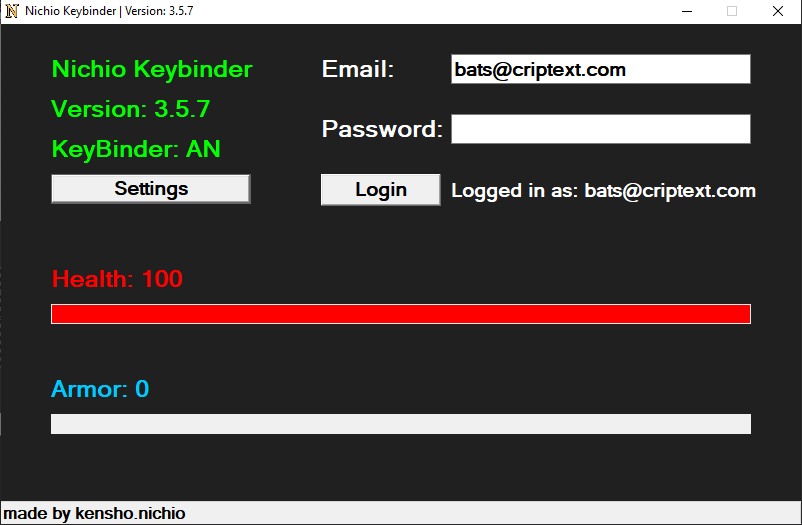 Nichio Keybinder | Version: 3.5.7
Nichio Keybinder
Email:
bats@criptext.com
Version: 3.5.7
Password:
KeyBinder: AN
Settings
Login
Logged in as: bats@criptext.com
Health: 100
Armor: 0
made by kensho.nichio